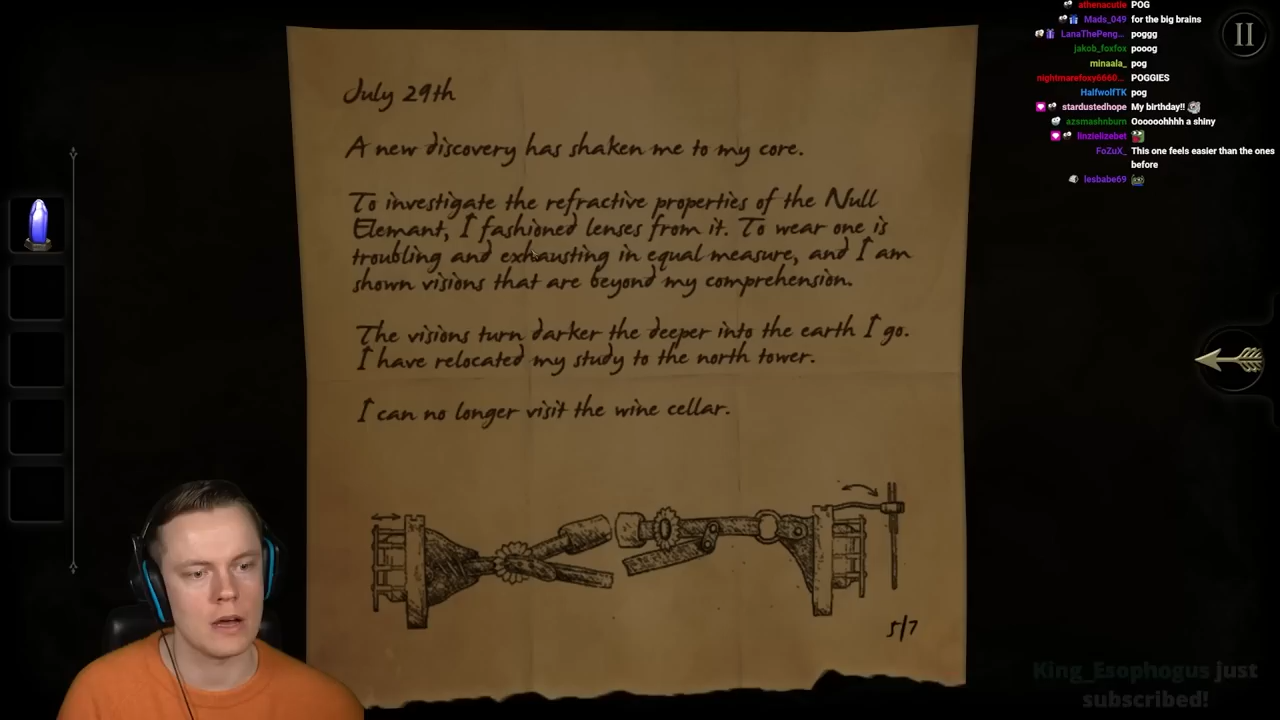 July 29th
A new discovery has shaken me to my core.
To investigate the refractive properties of the Null
Elemant, I fashioned lenses from it. To wear one is
troubling and exhausting in equal measure, and I am
shown visions that are beyond my comprehension.
The visions turn darker the deeper into the earth I go.
I have relocated my study to the north tower.
I can no longer visit the wine cellar.
5/7
athenacutie POG
Mads_049 for the big brains
LanaThePeng... poggg
jakob_foxfox pooog
minaala_ pog
nightmarefoxy6660... POGGIES
HalfwolfTK pog
stardustedhope My birthday!!
azsmashnburn Oooooohhhh a shiny
linzielizebet
FoZuX_ This one feels easier than the ones
before
lesbabe69
King_Esophogus just
subscribed!